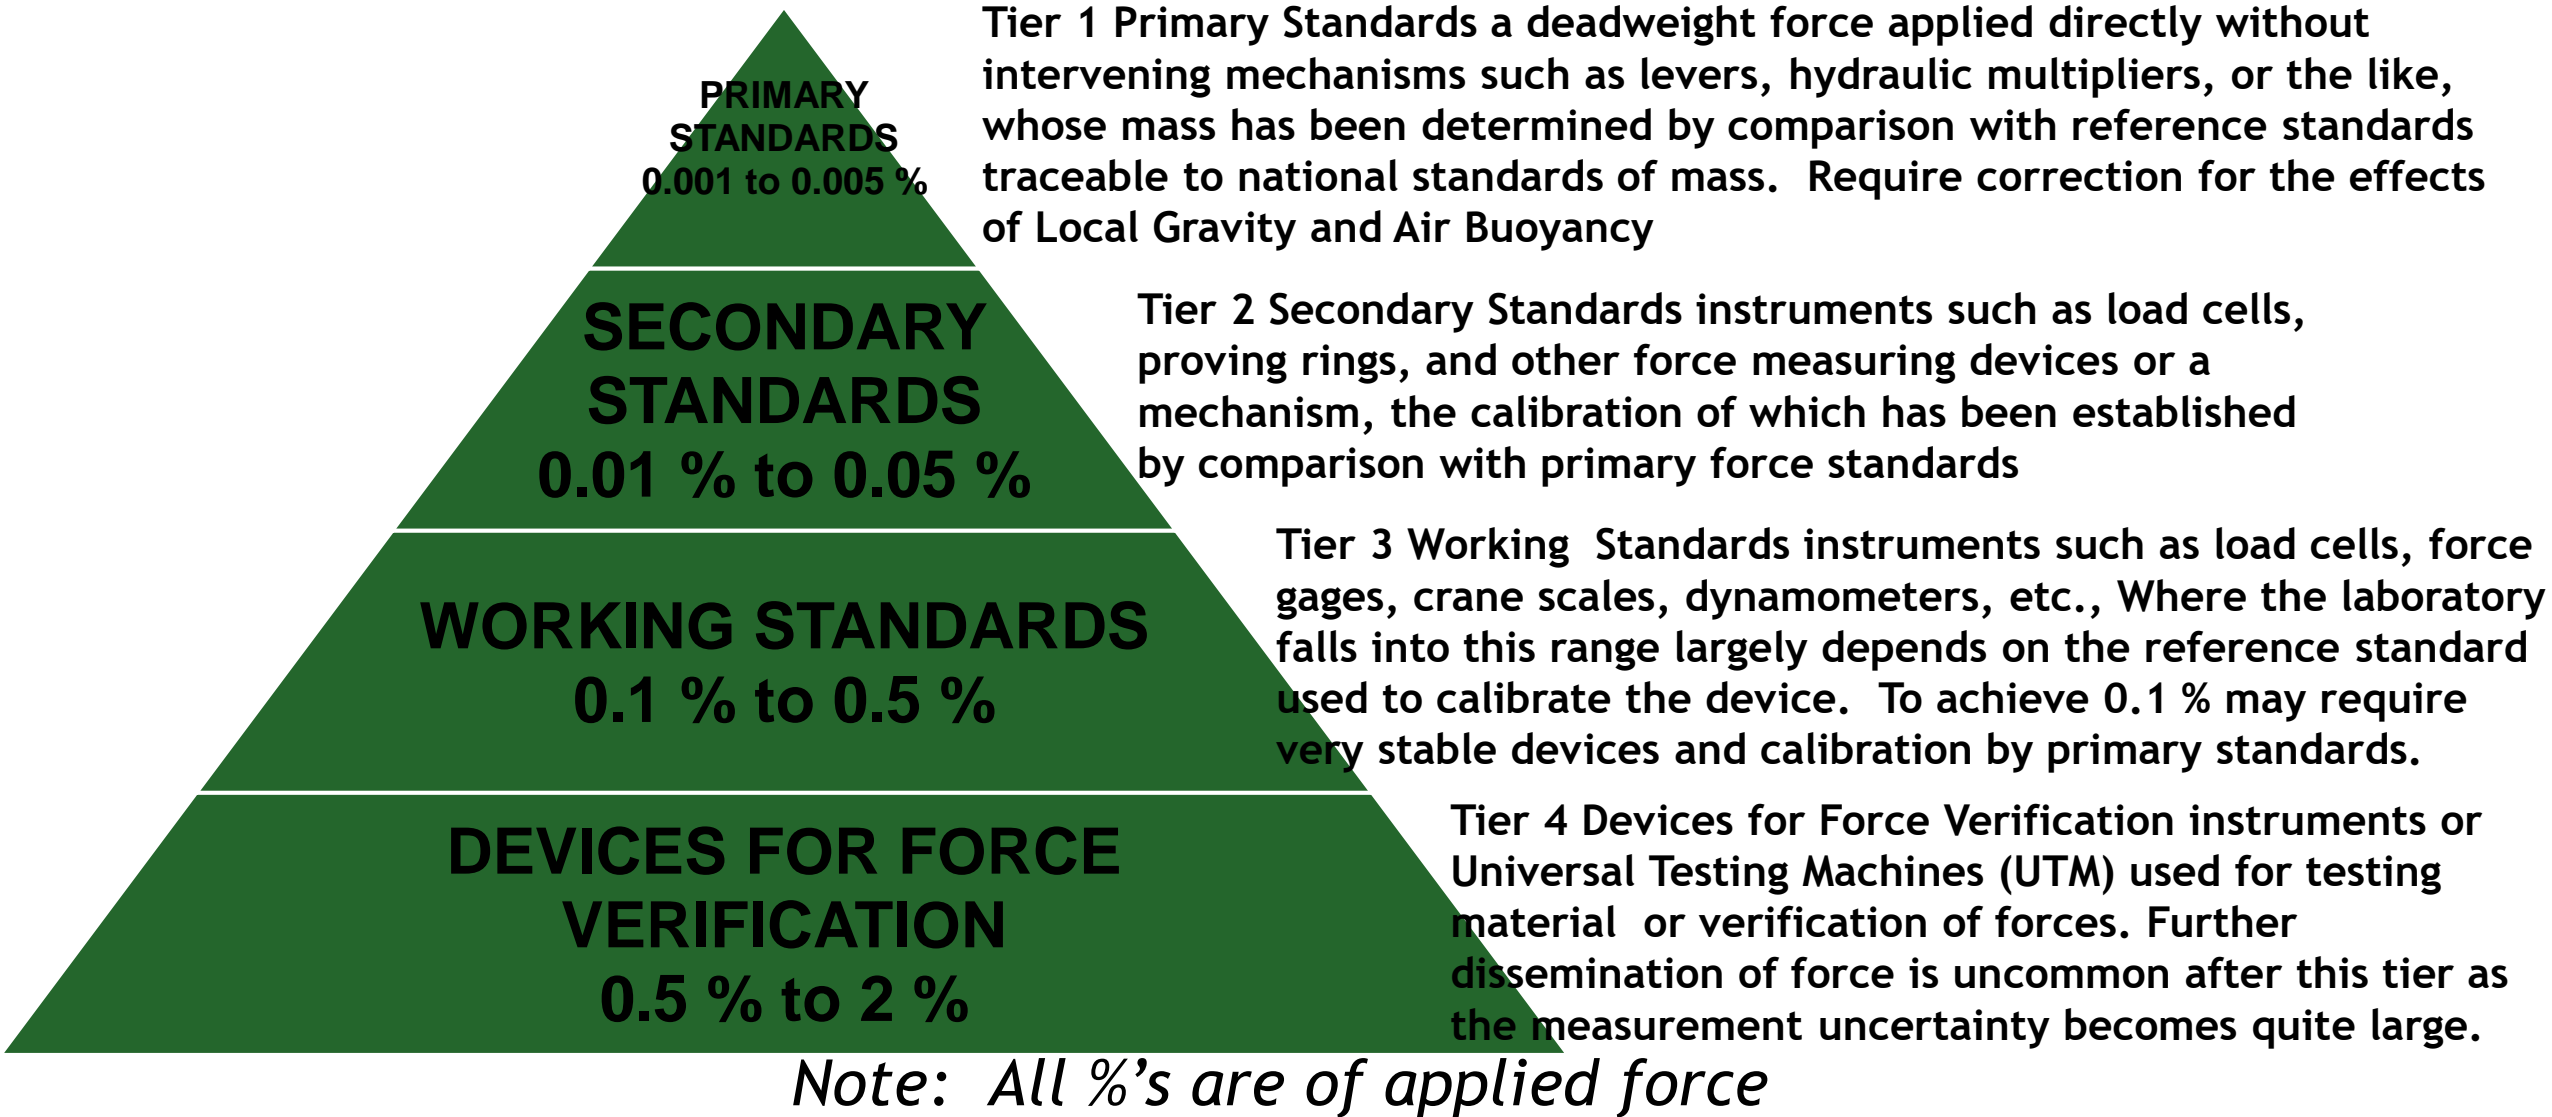 PRIMARY
STANDARDS
0.001 to 0.005 %
Tier 1 Primary Standards a deadweight force applied directly without
intervening mechanisms such as levers, hydraulic multipliers, or the like,
whose mass has been determined by comparison with reference standards
traceable to national standards of mass.  Require correction for the effects
of Local Gravity and Air Buoyancy
SECONDARY
STANDARDS
0.01 % to 0.05 %
Tier 2 Secondary Standards instruments such as load cells,
proving rings, and other force measuring devices or a
mechanism, the calibration of which has been established
by comparison with primary force standards
WORKING STANDARDS
0.1 % to 0.5 %
Tier 3 Working  Standards instruments such as load cells, force
gages, crane scales, dynamometers, etc., Where the laboratory
falls into this range largely depends on the reference standard
used to calibrate the device.  To achieve 0.1 % may require
very stable devices and calibration by primary standards.
DEVICES FOR FORCE
VERIFICATION
0.5 % to 2 %
Tier 4 Devices for Force Verification instruments or
Universal Testing Machines (UTM) used for testing
material  or verification of forces. Further
dissemination of force is uncommon after this tier as
the measurement uncertainty becomes quite large.
Note:  All %’s are of applied force